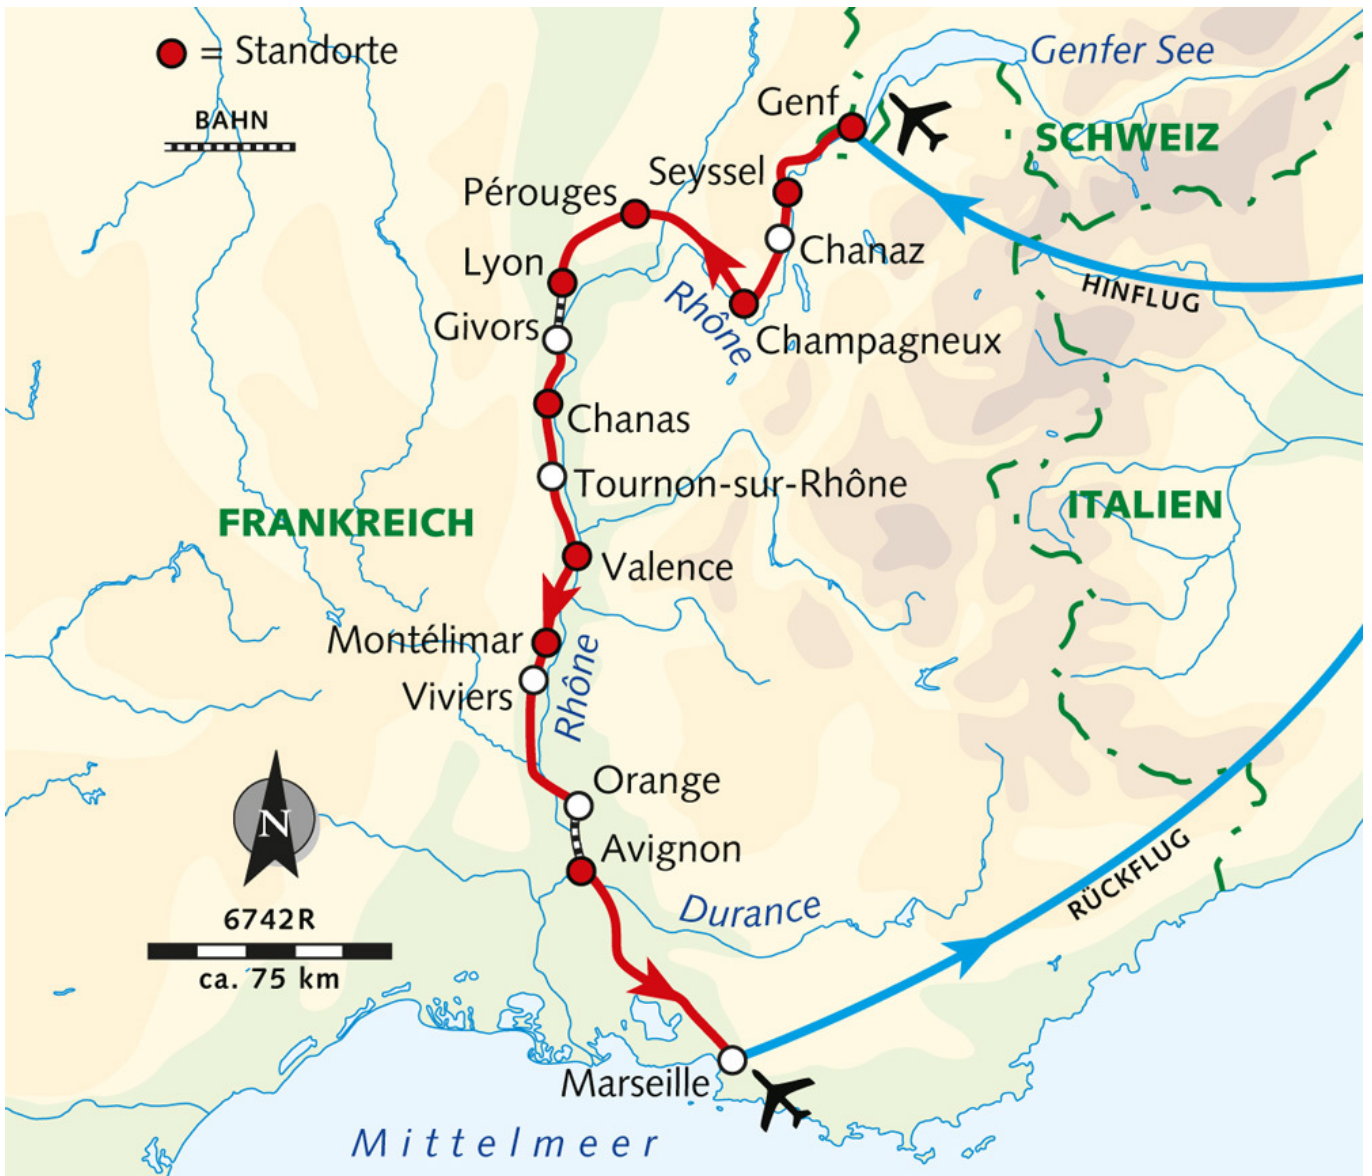 = Standorte
BAHN
Genfer See
Genf
SCHWEIZ
Seyssel
Pérouges
Chanaz
Lyon
HINFLUG
Rhône
Givors
Champagneux
Chanas
Tournon-sur-Rhône
ITALIEN
FRANKREICH
Valence
Montélimar
Rhône
Viviers
Orange
N
Avignon
RÜCKFLUG
Durance
6742R
ca. 75 km
Marseille
Mittelmeer